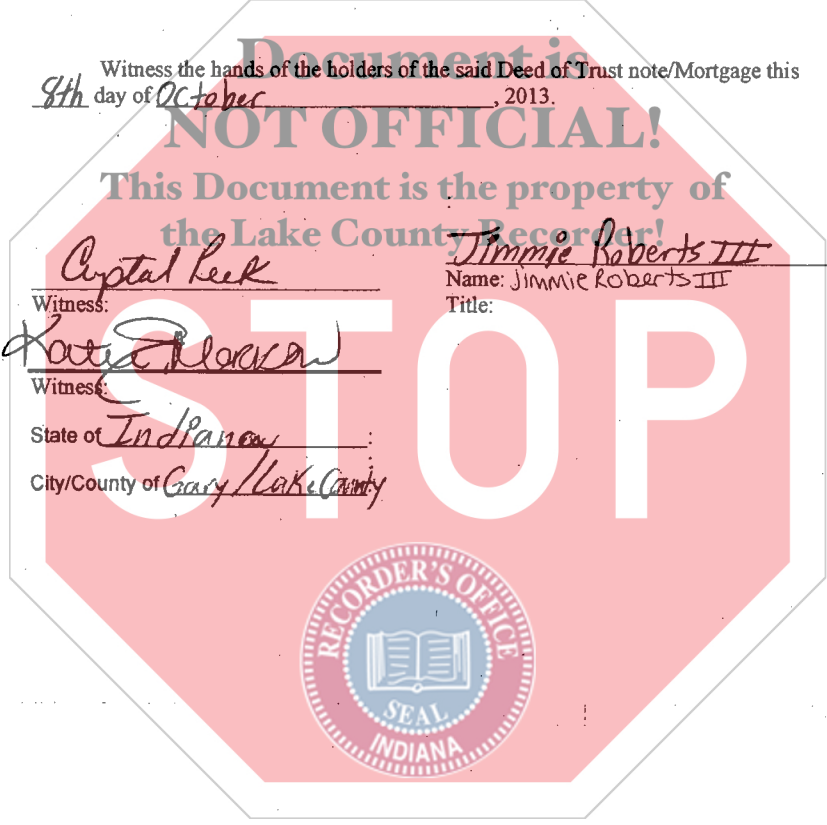 Document is
Witness the hands of the holders of the said Deed of Trust note/Mortgage this
8th day of October, 2013.
NOT OFFICIAL!
This Document is the property of
the Lake County Recorder!
Crystal Peek
Jimmie Roberts III
Witness:
Name: Jimmie Roberts III
Title:
Katie
Witness:
STOP
State of Indiana :
City/County of Gary / Lake County
RECORDER'S OFFICE
SEAL
INDIANA